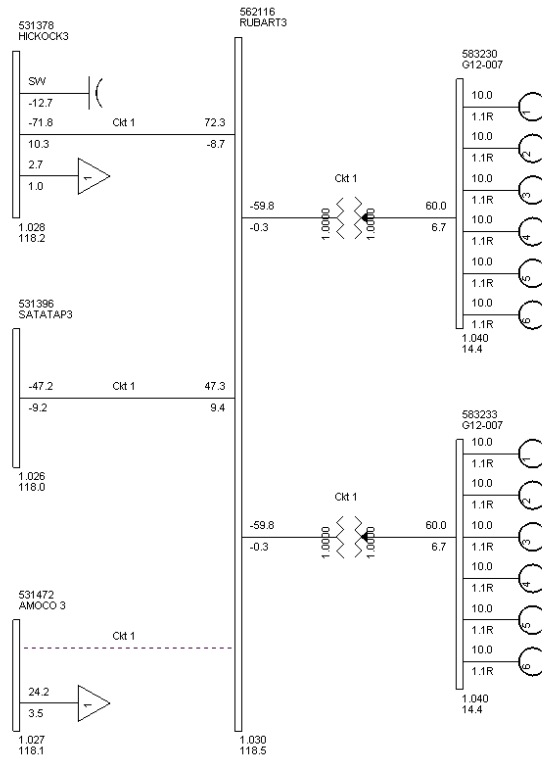 531378
HICKOCK3
SW
-12.7
-71.8
10.3
Ckt 1
72.3
-8.7
2.7
1.0
1
1.028
118.2
562116
RUBART3
583230
G12-007
10.0
1.1R
1
10.0
1.1R
2
10.0
1.1R
3
10.0
1.1R
4
10.0
1.1R
5
10.0
1.1R
6
1.040
14.4
-59.8
-0.3
Ckt 1
1.0000
1.0000
60.0
6.7
531396
SATATAP3
-47.2
-9.2
Ckt 1
47.3
9.4
1.026
118.0
583233
G12-007
10.0
1.1R
1
10.0
1.1R
2
10.0
1.1R
3
10.0
1.1R
4
10.0
1.1R
5
10.0
1.1R
6
1.040
14.4
-59.8
-0.3
Ckt 1
1.0000
1.0000
60.0
6.7
531472
AMOCO 3
Ckt 1
24.2
3.5
1
1.027
118.1
1.030
118.5